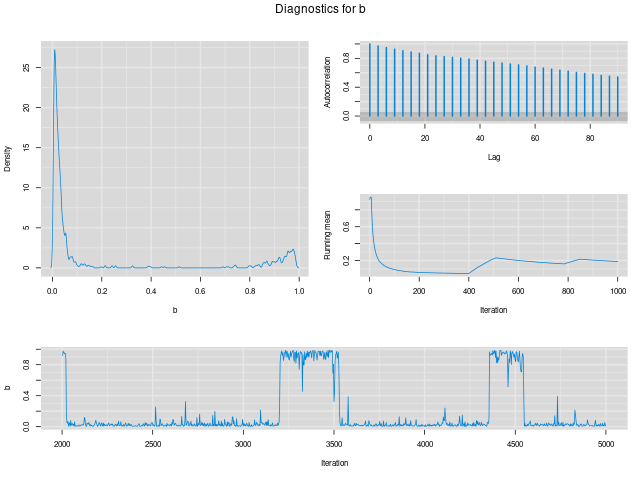 Diagnostics for b
Density
0 5 10 15 20 25
0.0 0.2 0.4 0.6 0.8 1.0
b
Autocorrelation
0.0 0.4 0.8
0 20 40 60 80
Lag
Running mean
0.2 0.6
0 200 400 600 800 1000
Iteration
b
0.0 0.4 0.8
2000 2500 3000 3500 4000 4500 5000
Iteration